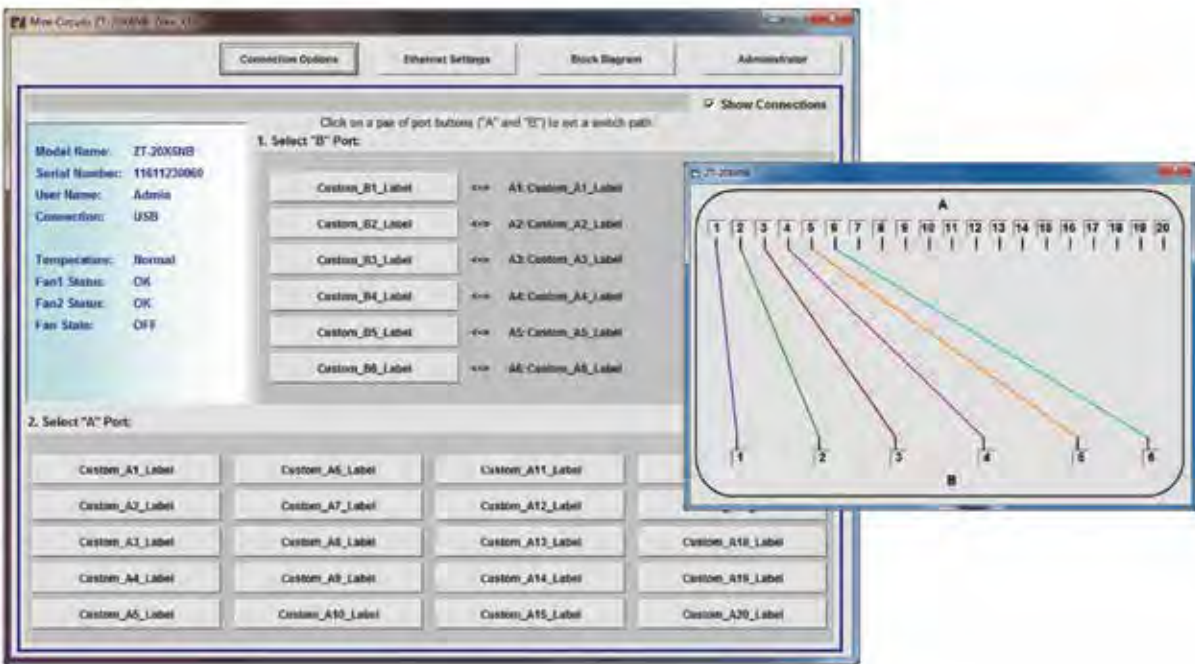 Mini-Circuits ZT-20X6NB
Connection Options
Ethernet Settings
Block Diagram
Administrator
Show Connections
Click on a pair of port buttons ("A" and "B") to set a switch path
1. Select "B" Port:
Model Name: ZT-20X6NB
Serial Number: 11611230060
User Name: Admin
Connection: USB
Temperature: Normal
Fan1 Status: OK
Fan2 Status: OK
Fan State: OFF
Custom_B1_Label <=> A1: Custom_A1_Label
Custom_B2_Label <=> A2: Custom_A2_Label
Custom_B3_Label <=> A3: Custom_A3_Label
Custom_B4_Label <=> A4: Custom_A4_Label
Custom_B5_Label <=> A5: Custom_A5_Label
Custom_B6_Label <=> A6: Custom_A6_Label
2. Select "A" Port:
Custom_A1_Label Custom_A6_Label Custom_A11_Label
Custom_A2_Label Custom_A7_Label Custom_A12_Label
Custom_A3_Label Custom_A8_Label Custom_A13_Label Custom_A18_Label
Custom_A4_Label Custom_A9_Label Custom_A14_Label Custom_A19_Label
Custom_A5_Label Custom_A10_Label Custom_A15_Label Custom_A20_Label
ZT-20X6NB
A
1 2 3 4 5 6 7 8 9 10 11 12 13 14 15 16 17 18 19 20
1 2 3 4 5 6
B